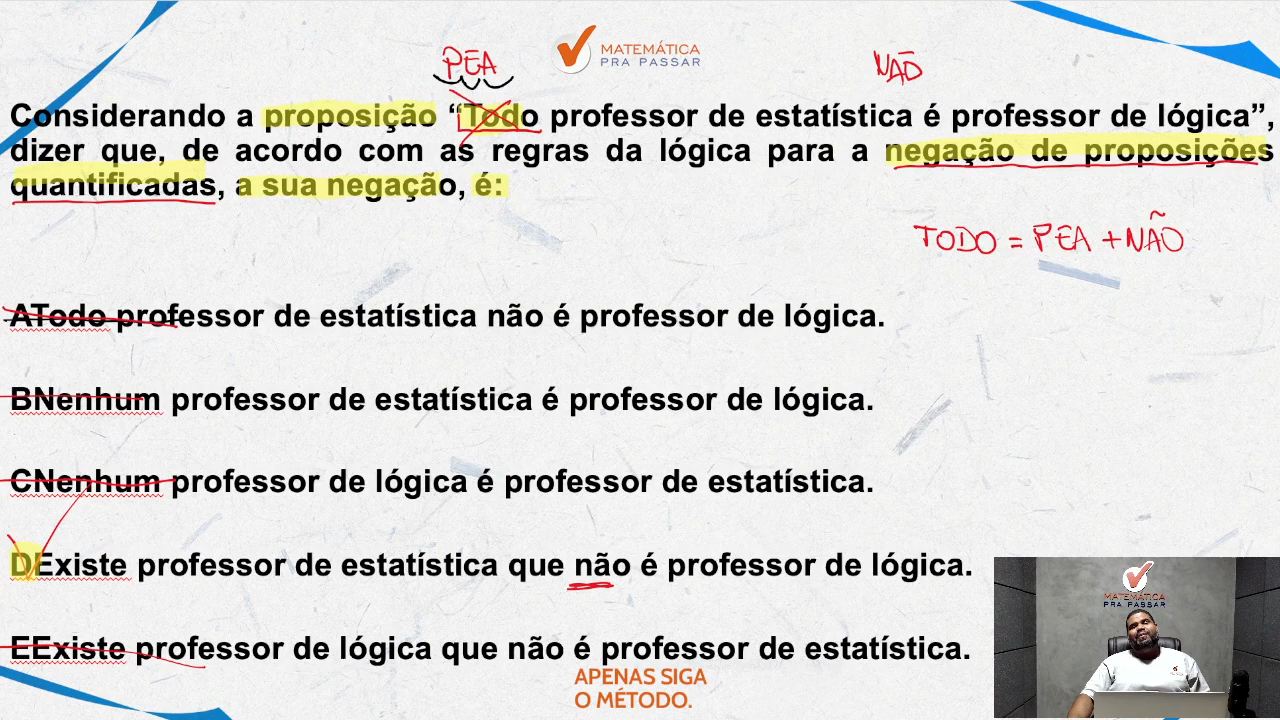 PEA
MATEMÁTICA
PRA PASSAR
NÃO
Considerando a proposição “Todo professor de estatística é professor de lógica”,
dizer que, de acordo com as regras da lógica para a negação de proposições
quantificadas, a sua negação, é:
TODO = PEA + NÃO
ATodo professor de estatística não é professor de lógica.
BNenhum professor de estatística é professor de lógica.
CNenhum professor de lógica é professor de estatística.
DExiste professor de estatística que não é professor de lógica.
EExiste professor de lógica que não é professor de estatística.
MATEMÁTICA
PRA PASSAR
APENAS SIGA
O MÉTODO.